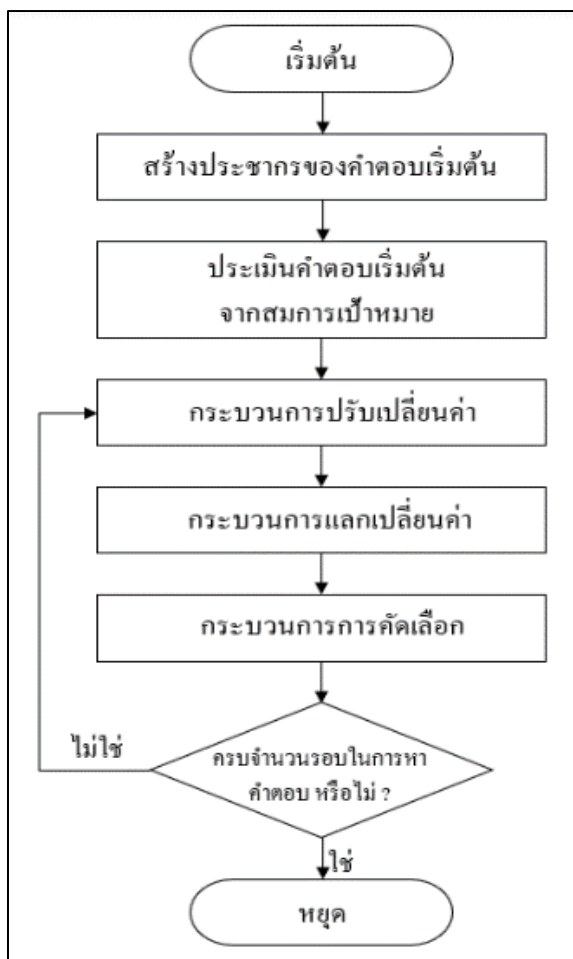 เริ่มต้น
สร้างประชากรของคำตอบเริ่มต้น
ประเมินคำตอบเริ่มต้น
จากสมการเป้าหมาย
กระบวนการปรับเปลี่ยนค่า
กระบวนการแลกเปลี่ยนค่า
กระบวนการการคัดเลือก
ไม่ใช่
ครบจำนวนรอบในการหา
คำตอบ หรือไม่ ?
ใช่
หยุด